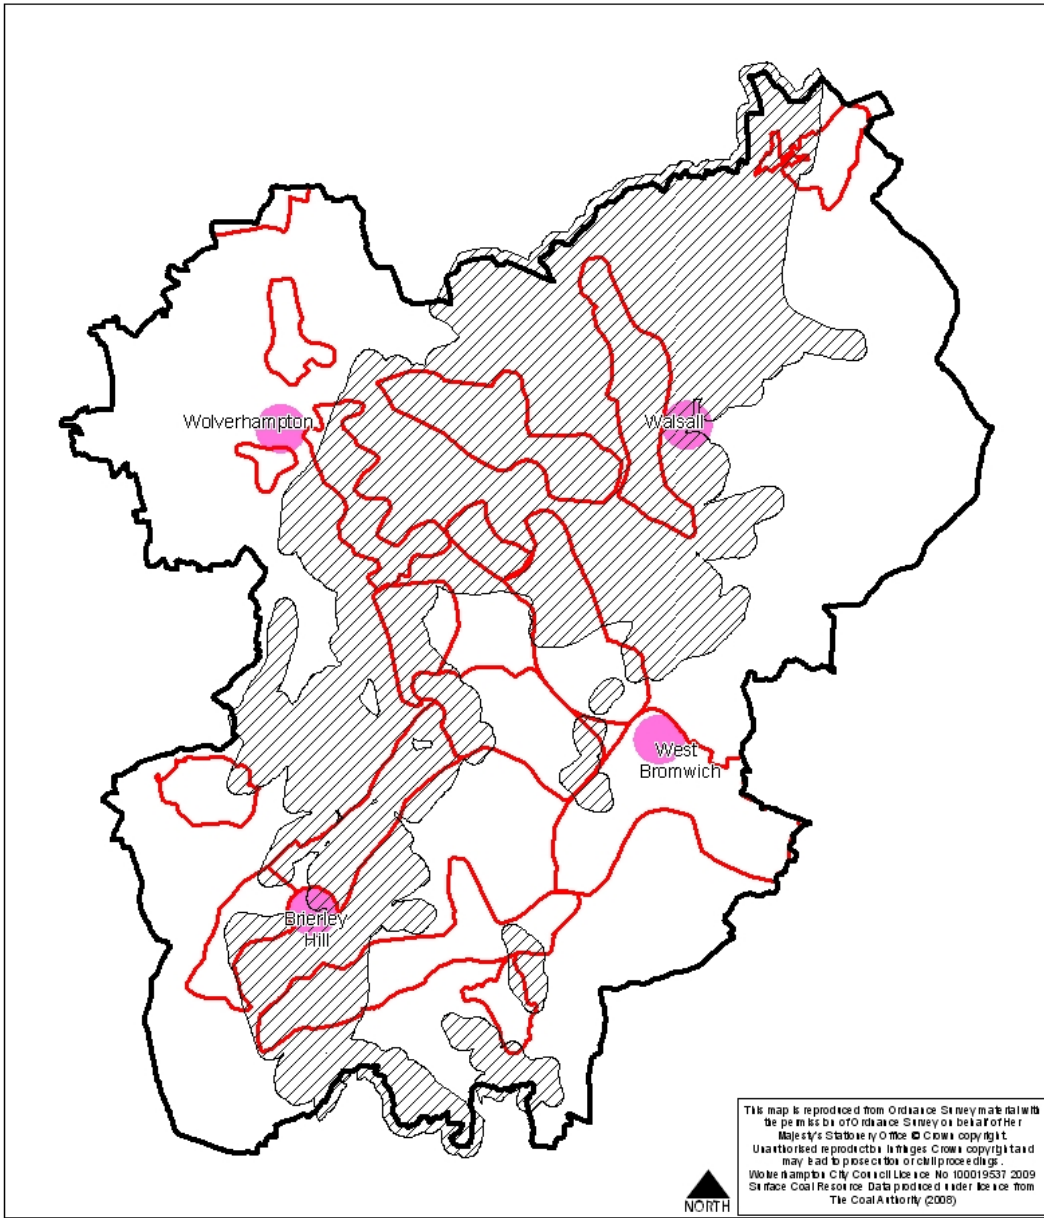 Wolverhampton
Walsall
West
Bromwich
Brierley
Hill
NORTH
This map is reproduced from Ordnance Survey material with
the permission of Ordnance Survey on behalf of Her
Majesty's Stationery Office © Crown copyright.
Unauthorised reproduction infringes Crown copyright and
may lead to prosecution or civil proceedings.
Wolverhampton City Council Licence No 100019537 2009
Surface Coal Resource Data produced under licence from
The Coal Authority (2008)